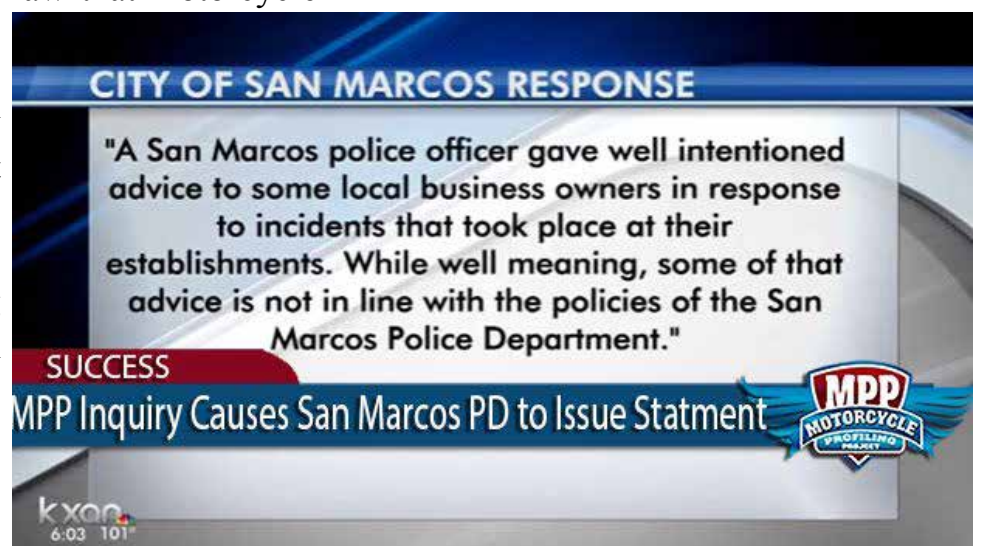 CITY OF SAN MARCOS RESPONSE
"A San Marcos police officer gave well intentioned
advice to some local business owners in response
to incidents that took place at their
establishments. While well meaning, some of that
advice is not in line with the policies of the San
Marcos Police Department."
SUCCESS
MPP Inquiry Causes San Marcos PD to Issue Statment
MPP
MOTORCYCLE
PROFILING
PROJECT
kxan
6:03 101°